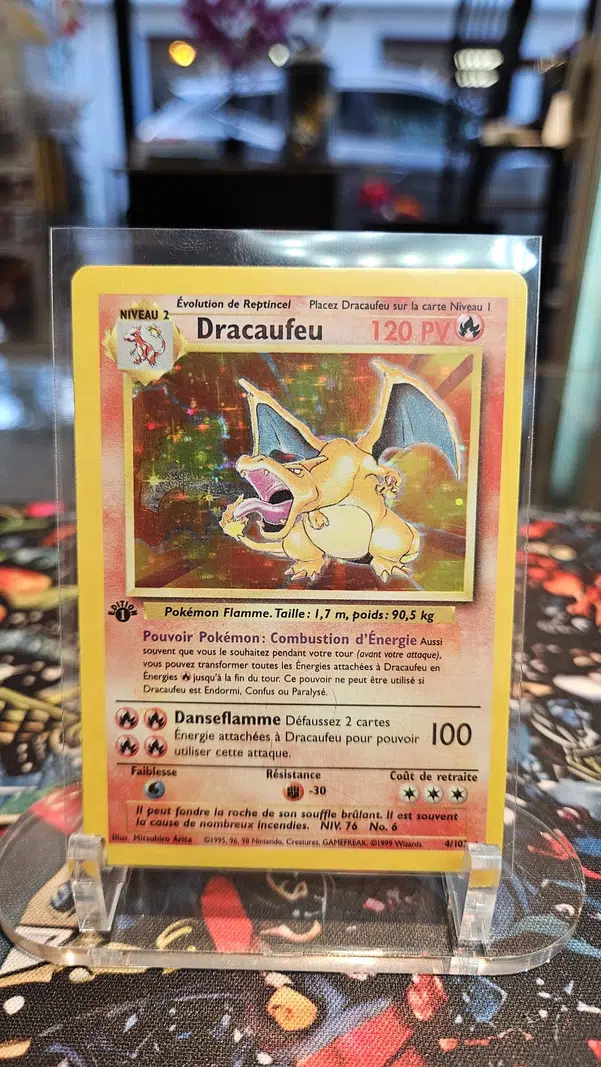 Évolution de Reptincel Placez Dracaufeu sur la carte Niveau 1
NIVEAU 2
Dracaufeu 120 PV
EDITION
1
Pokémon Flamme. Taille: 1,7 m, poids: 90,5 kg
Pouvoir Pokémon: Combustion d'Énergie Aussi
souvent que vous le souhaitez pendant votre tour (avant votre attaque),
vous pouvez transformer toutes les Énergies attachées à Dracaufeu en
Énergies jusqu'à la fin du tour. Ce pouvoir ne peut être utilisé si
Dracaufeu est Endormi, Confus ou Paralysé.
Danseflamme Défaussez 2 cartes
Énergie attachées à Dracaufeu pour pouvoir 100
utiliser cette attaque.
Faiblesse Résistance Coût de retraite
-30
Il peut fondre la roche de son souffle brûlant. Il est souvent
la cause de nombreux incendies. NIV. 76 No. 6
Illus. Mitsuhiro Arita ©1995, 96, 98 Nintendo, Creatures, GAMEFREAK. ©1999 Wizards. 4/102